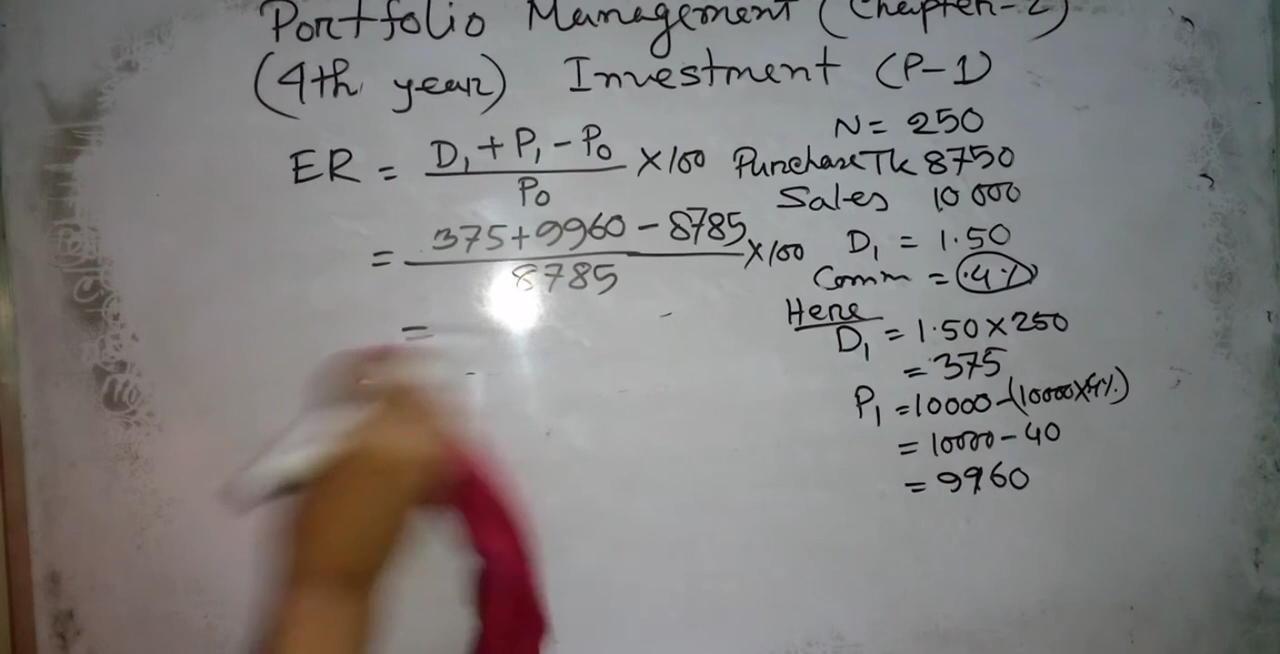 Portfolio Management (Chapter-2)
(4th year) Investment (P-1)
N = 250
ER = D₁ + P₁ - P₀ / P₀ × 100
Purchase Tk 8750
Sales 10 000
= 375 + 9960 - 8785 / 8785 × 100
D₁ = 1.50
Comm = .4%
Here
=
D₁ = 1.50 × 250
= 375
P₁ = 10000 - (10000×.4%)
= 10000 - 40
= 9960